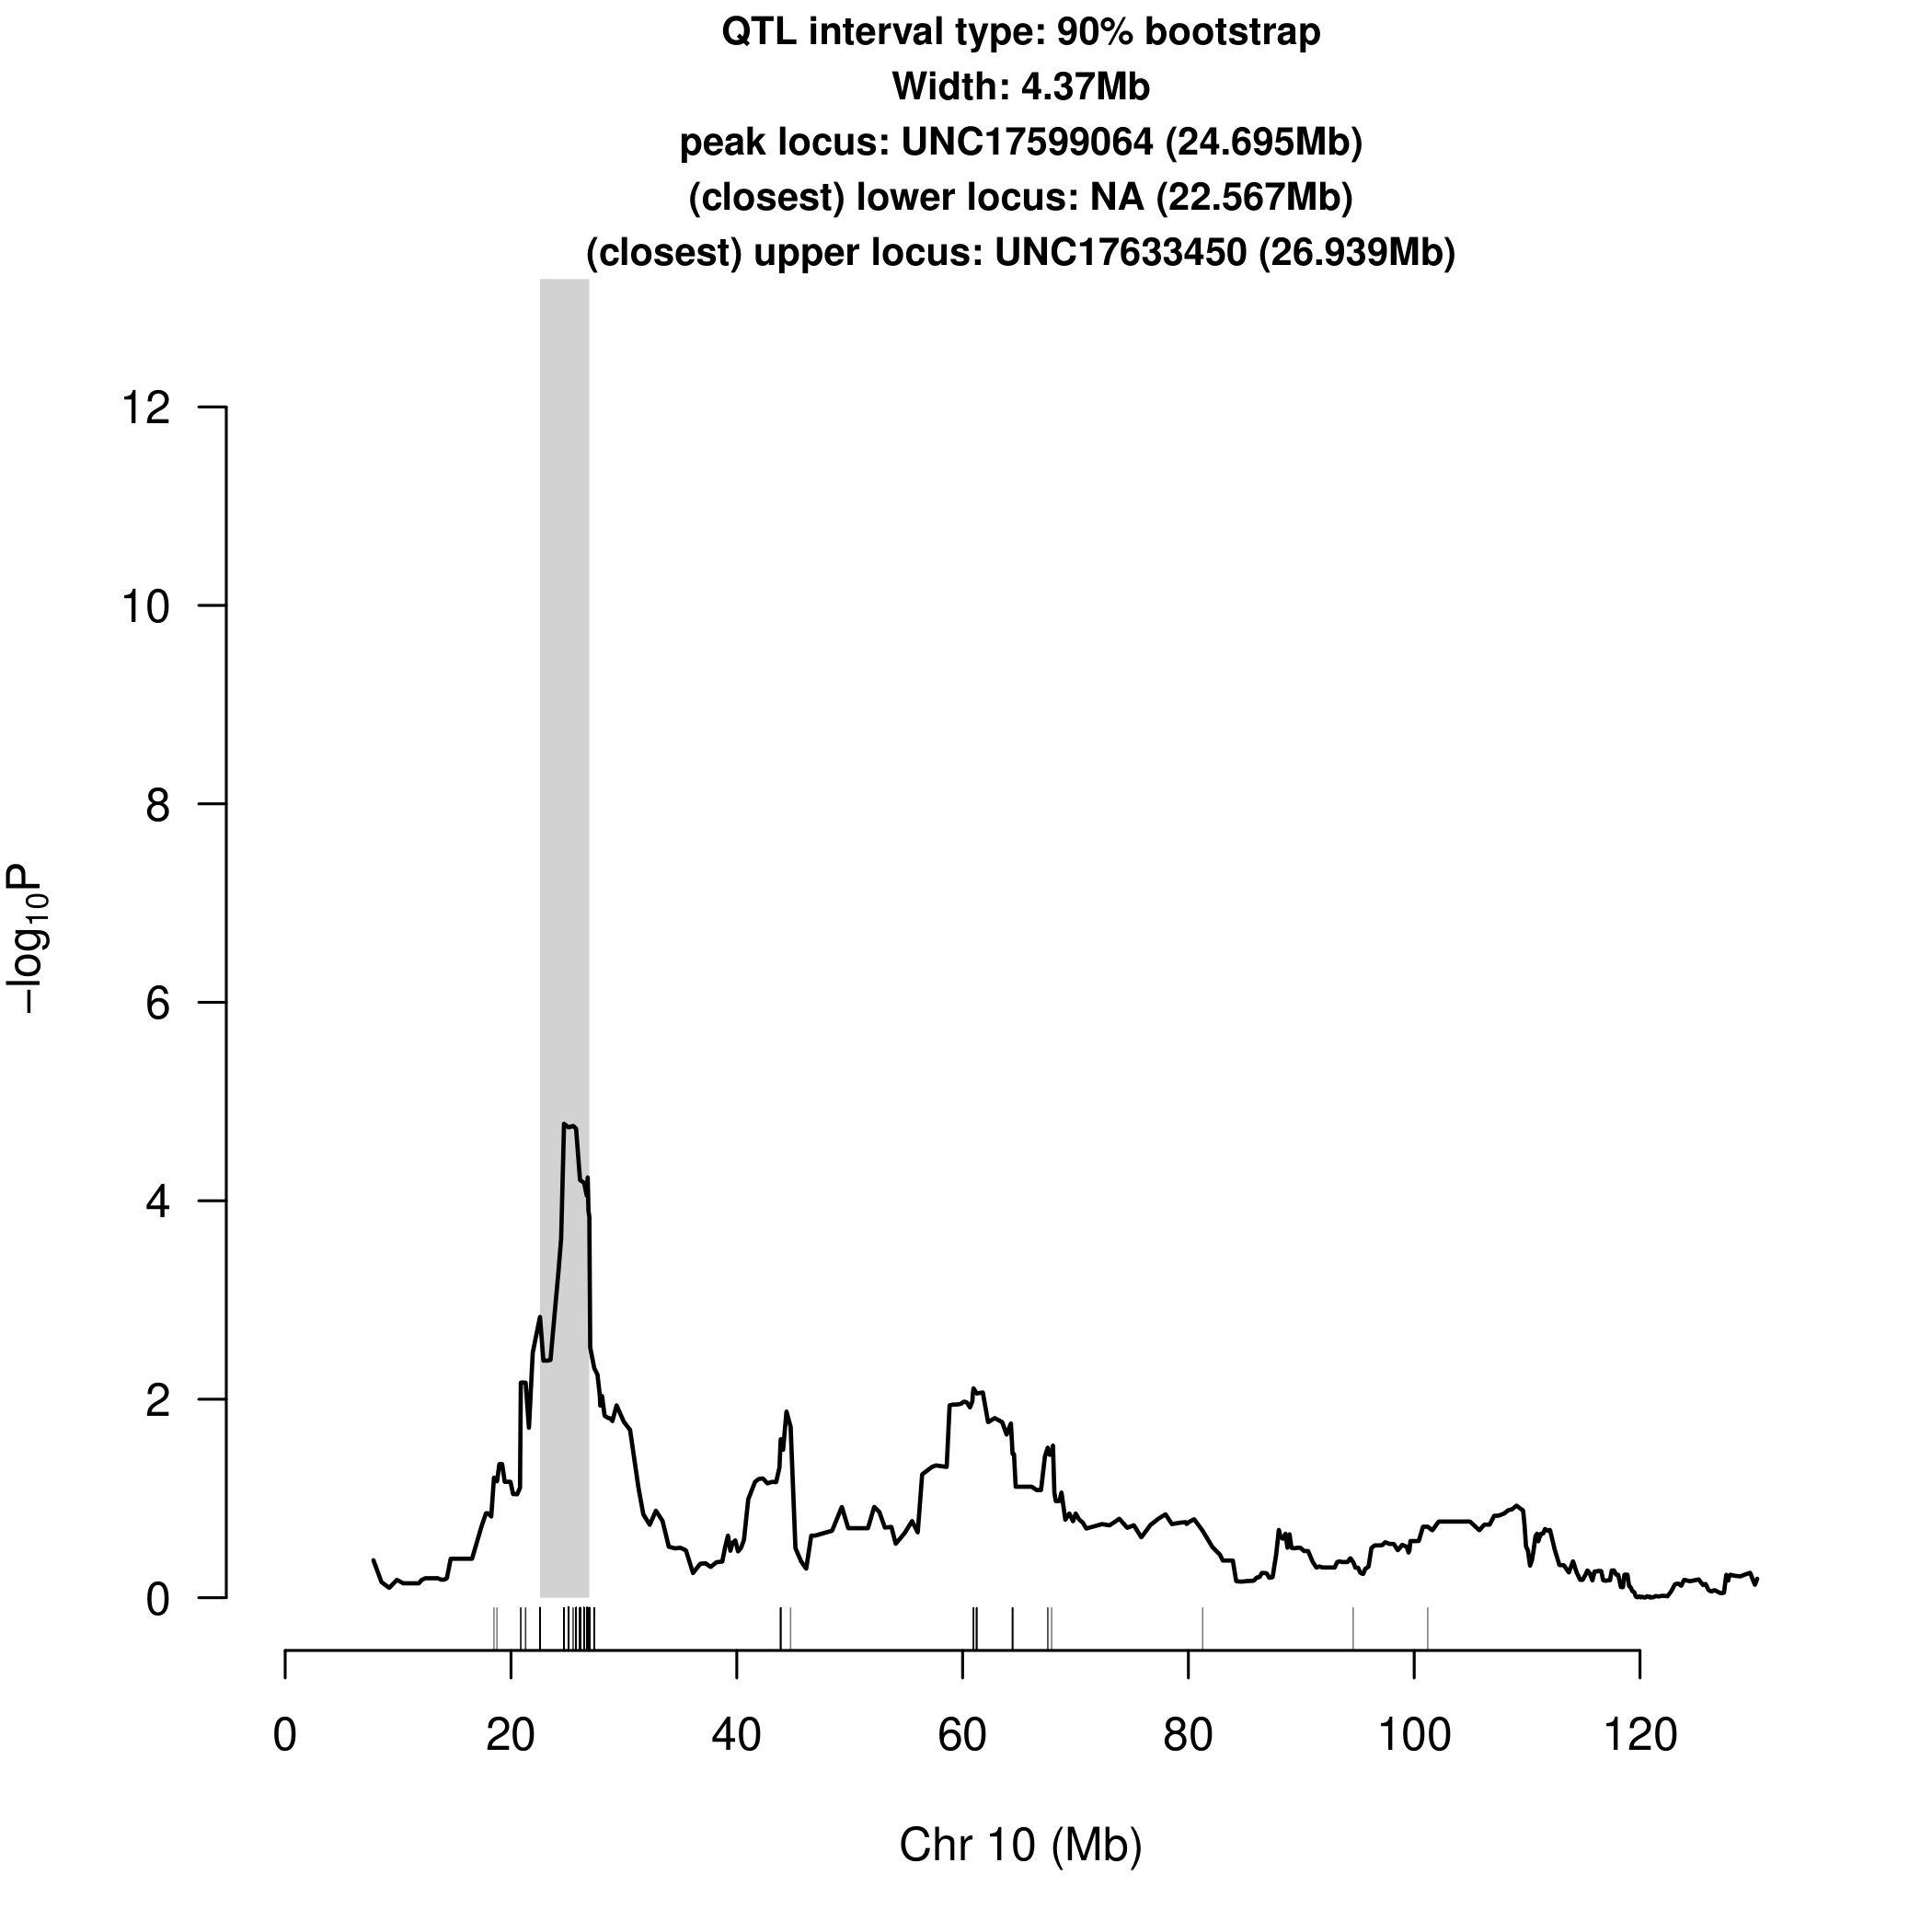 QTL interval type: 90% bootstrap
Width: 4.37Mb
peak locus: UNC17599064 (24.695Mb)
(closest) lower locus: NA (22.567Mb)
(closest) upper locus: UNC17633450 (26.939Mb)
12
10
8
6
4
2
0
−log10P
0 20 40 60 80 100 120
Chr 10 (Mb)